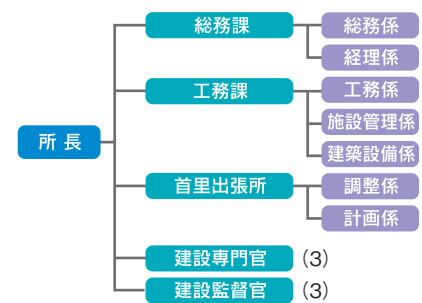 所長
総務課
総務係
経理係
工務課
工務係
施設管理係
建築設備係
首里出張所
調整係
計画係
建設専門官（3）
建設監督官（3）